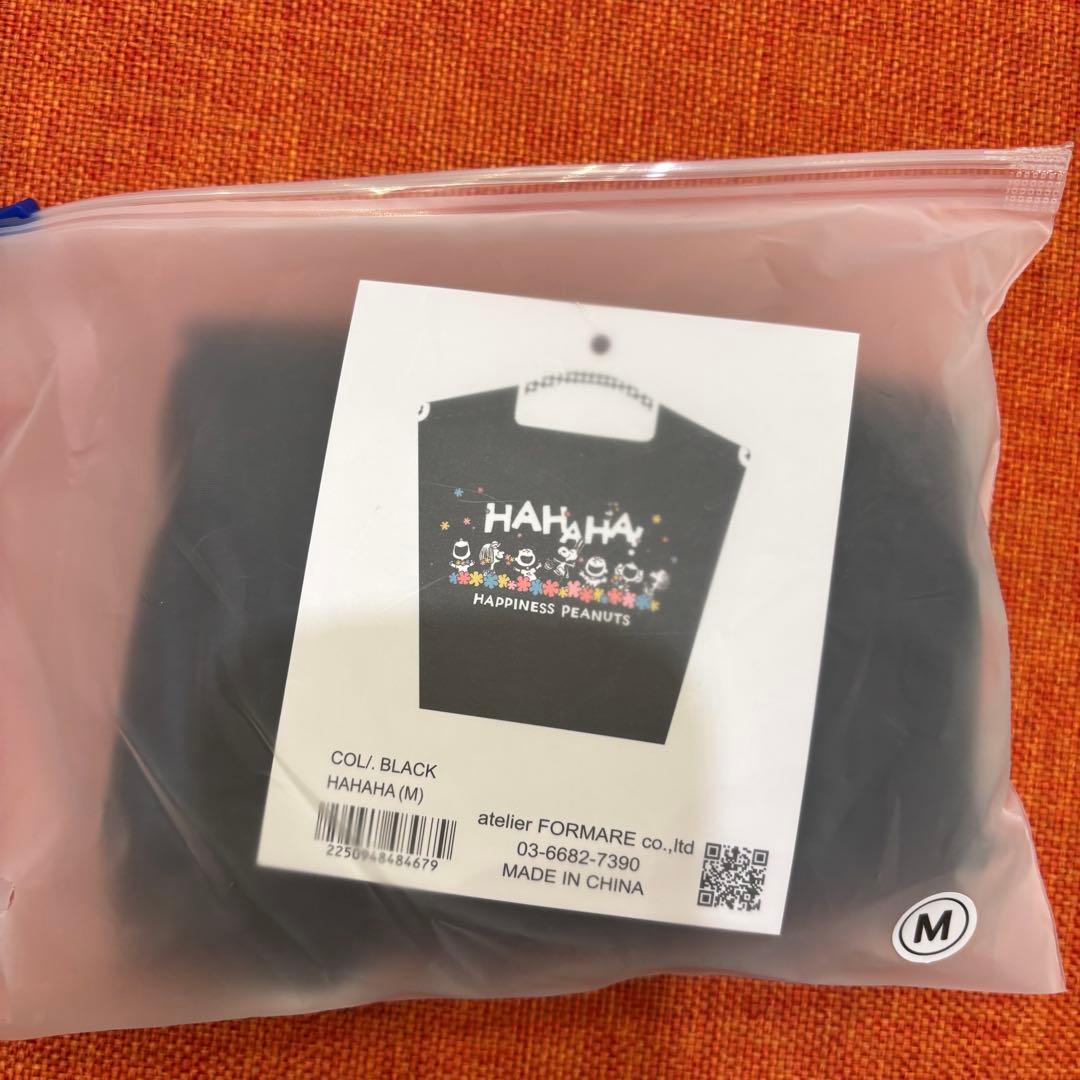 HAHAHA!
HAPPINESS PEANUTS
COL/. BLACK
HAHAHA (M)
2250948484679
atelier FORMARE co.,ltd
03-6682-7390
MADE IN CHINA
M